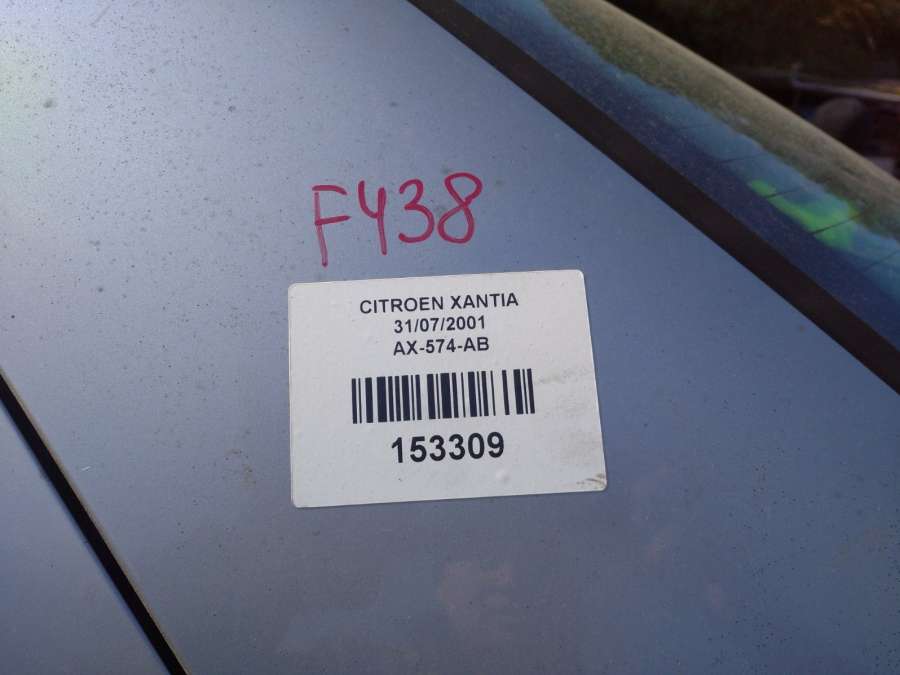 F438
CITROEN XANTIA
31/07/2001
AX-574-AB
153309